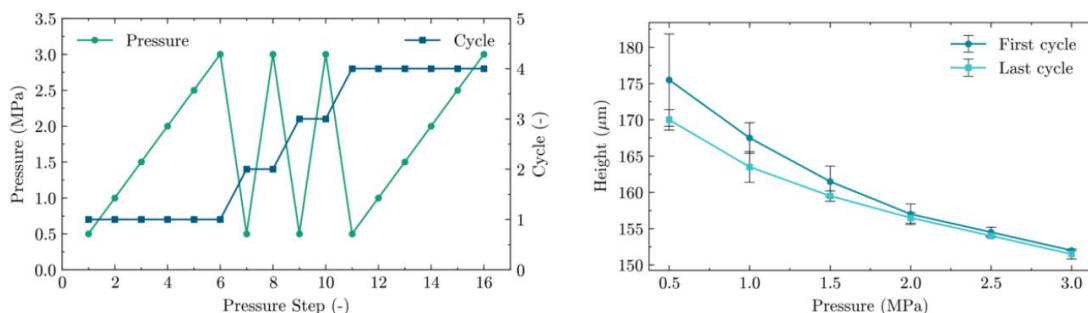 3.5
3.0
2.5
2.0
1.5
1.0
0.5
0.0
Pressure (MPa)
Pressure
Cycle
5
4
3
2
1
0
Cycle (-)
0 2 4 6 8 10 12 14 16
Pressure Step (-)
180
175
170
165
160
155
150
Height (μm)
First cycle
Last cycle
0.5 1.0 1.5 2.0 2.5 3.0
Pressure (MPa)